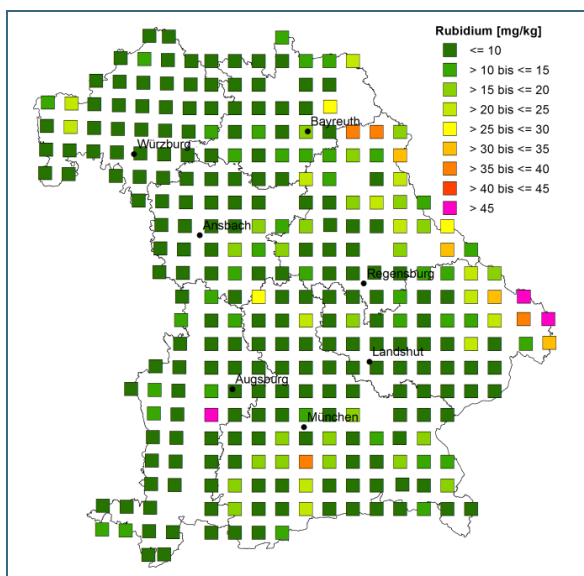 Rubidium [mg/kg]
<= 10
> 10 bis <= 15
> 15 bis <= 20
> 20 bis <= 25
> 25 bis <= 30
> 30 bis <= 35
> 35 bis <= 40
> 40 bis <= 45
> 45
Bayreuth
Würzburg
Ansbach
Regensburg
Landshut
Augsburg
München